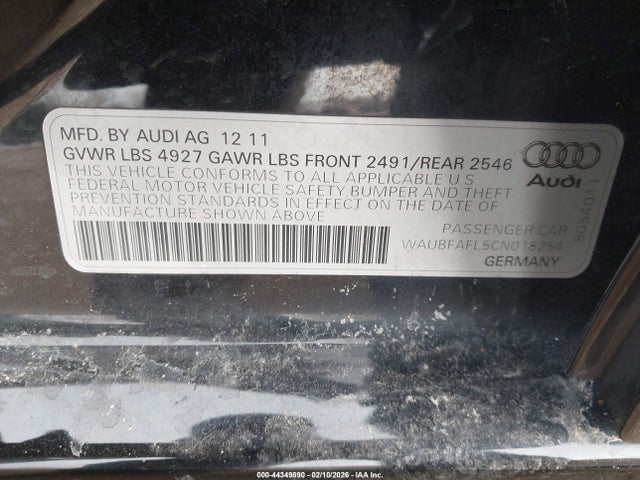 MFD. BY AUDI AG 12 11
GVWR LBS 4927 GAWR LBS FRONT 2491/REAR 2546
THIS VEHICLE CONFORMS TO ALL APPLICABLE U S
FEDERAL MOTOR VEHICLE SAFETY BUMPER AND THEFT
PREVENTION STANDARDS IN EFFECT ON THE DATE OF
MANUFACTURE SHOWN ABOVE
Audi
PASSENGER CAR
WAUBFAFL5CN018254
GERMANY
5054011
000-44349890 - 02/10/2026 - IAA Inc.